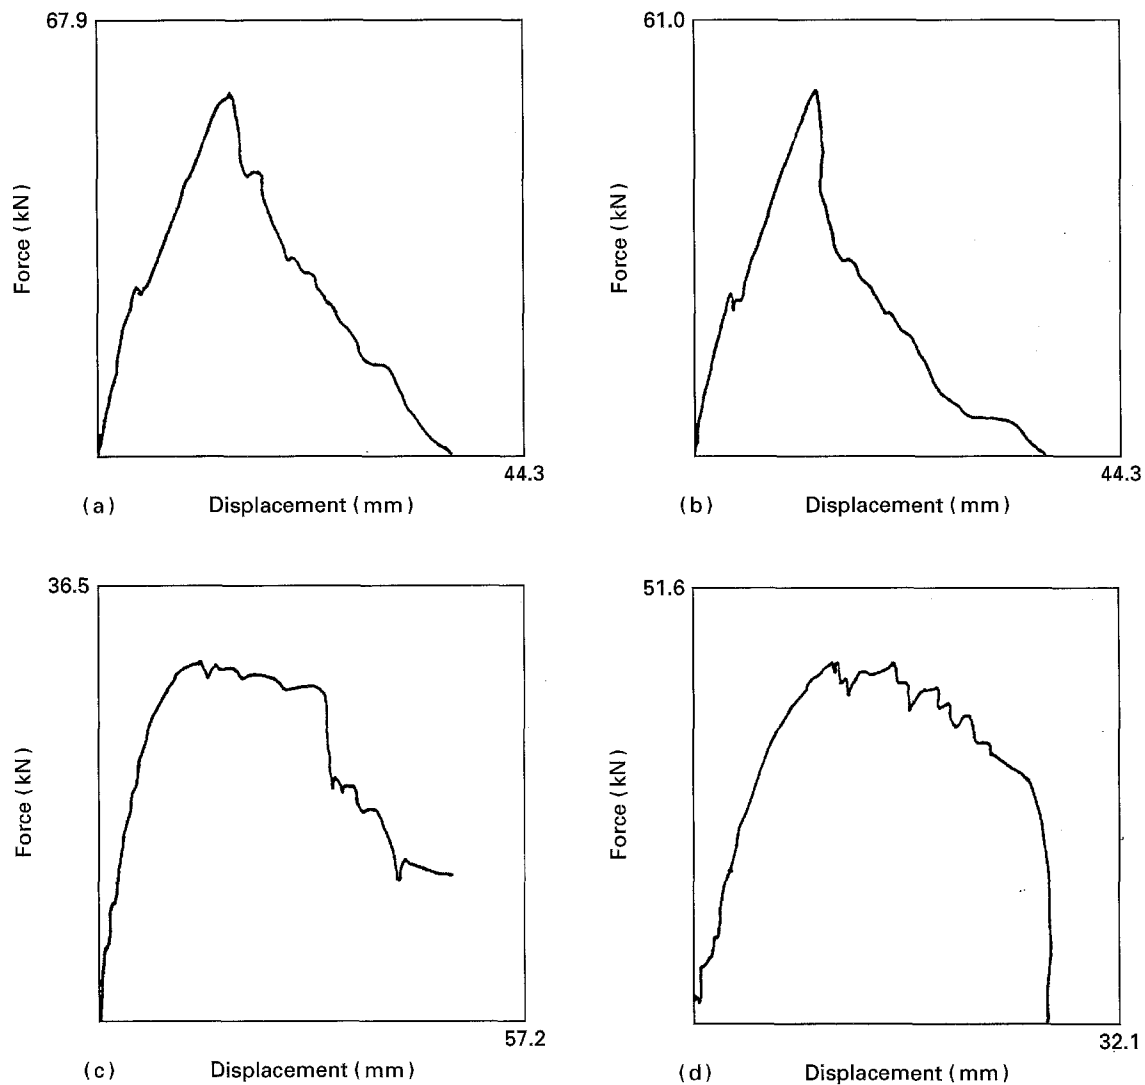 67.9
Force (kN)
44.3
(a) Displacement (mm)
61.0
Force (kN)
44.3
(b) Displacement (mm)
36.5
Force (kN)
57.2
(c) Displacement (mm)
51.6
Force (kN)
32.1
(d) Displacement (mm)